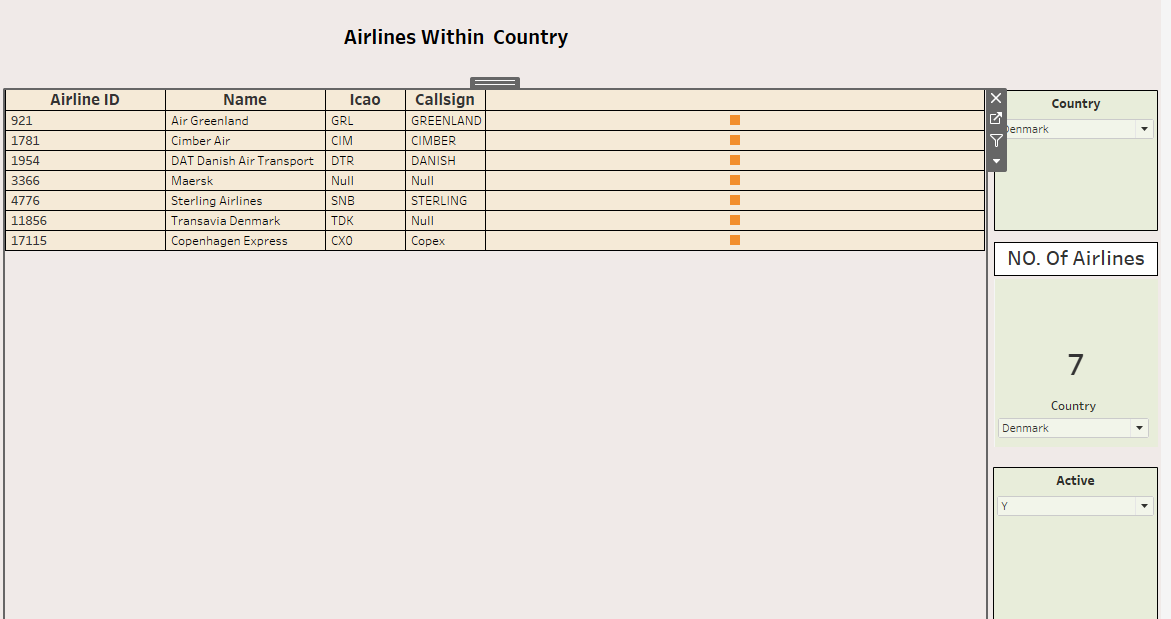 Airlines Within  Country
Airline ID Name Icao Callsign
921 Air Greenland GRL GREENLAND
1781 Cimber Air CIM CIMBER
1954 DAT Danish Air Transport DTR DANISH
3366 Maersk Null Null
4776 Sterling Airlines SNB STERLING
11856 Transavia Denmark TDK Null
17115 Copenhagen Express CX0 Copex
Country
Denmark
NO. Of Airlines
7
Country
Denmark
Active
Y